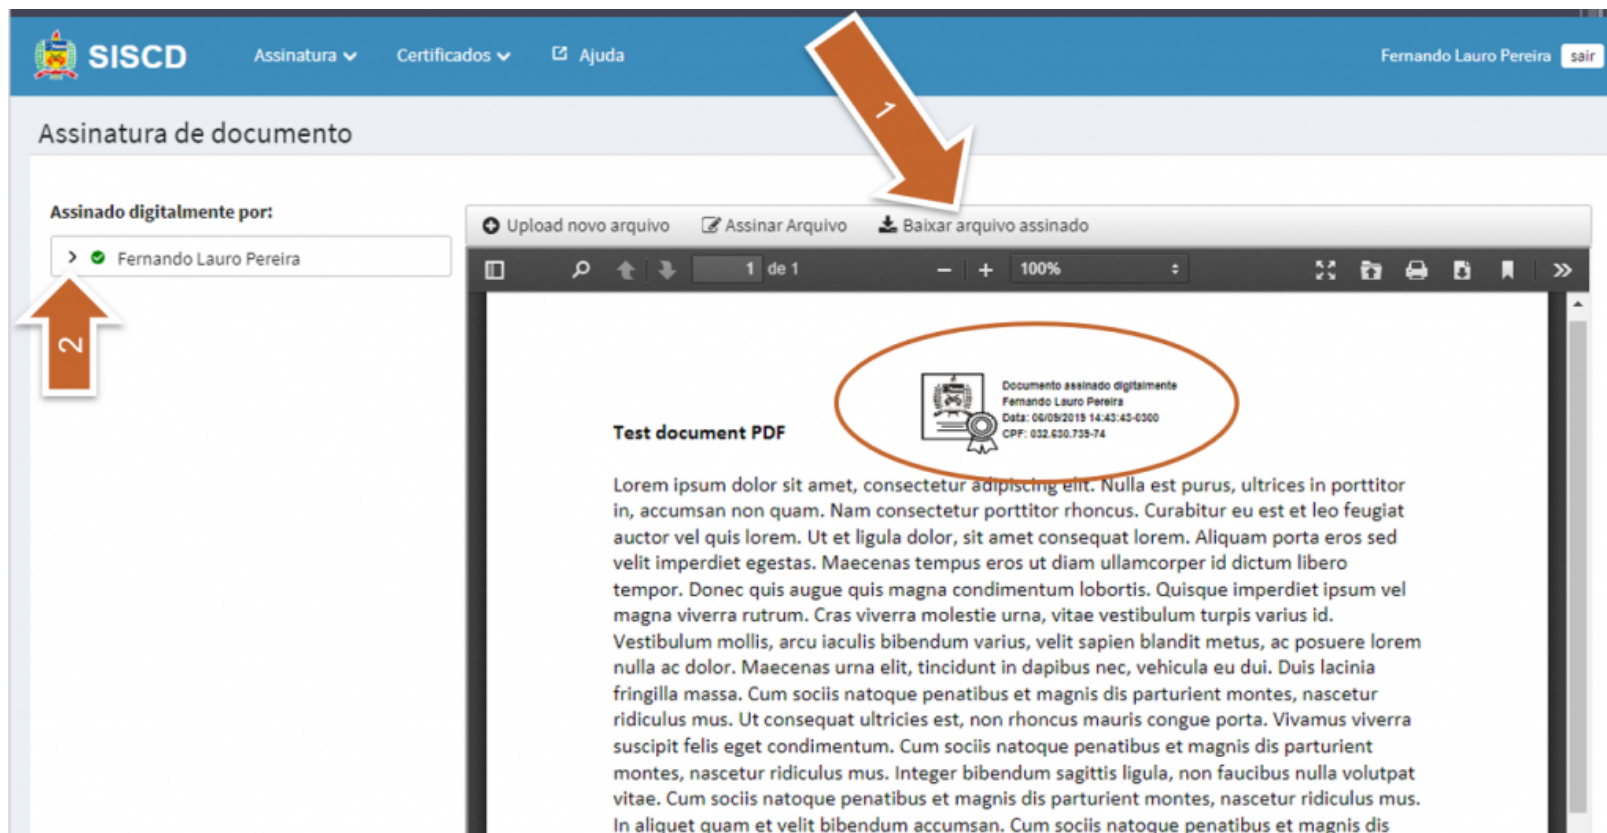 SISCD Assinatura Certificados Ajuda Fernando Lauro Pereira sair
1
Assinatura de documento
Assinado digitalmente por:
Fernando Lauro Pereira
2
Upload novo arquivo Assinar Arquivo Baixar arquivo assinado
1 de 1 100%
Documento assinado digitalmente
Fernando Lauro Pereira
Data: 06/09/2019 14:43:43-0300
CPF: 032.630.739-74
Test document PDF
Lorem ipsum dolor sit amet, consectetur adipiscing elit. Nulla est purus, ultrices in porttitor
in, accumsan non quam. Nam consectetur porttitor rhoncus. Curabitur eu est et leo feugiat
auctor vel quis lorem. Ut et ligula dolor, sit amet consequat lorem. Aliquam porta eros sed
velit imperdiet egestas. Maecenas tempus eros ut diam ullamcorper id dictum libero
tempor. Donec quis augue quis magna condimentum lobortis. Quisque imperdiet ipsum vel
magna viverra rutrum. Cras viverra molestie urna, vitae vestibulum turpis varius id.
Vestibulum mollis, arcu iaculis bibendum varius, velit sapien blandit metus, ac posuere lorem
nulla ac dolor. Maecenas urna elit, tincidunt in dapibus nec, vehicula eu dui. Duis lacinia
fringilla massa. Cum sociis natoque penatibus et magnis dis parturient montes, nascetur
ridiculus mus. Ut consequat ultricies est, non rhoncus mauris congue porta. Vivamus viverra
suscipit felis eget condimentum. Cum sociis natoque penatibus et magnis dis parturient
montes, nascetur ridiculus mus. Integer bibendum sagittis ligula, non faucibus nulla volutpat
vitae. Cum sociis natoque penatibus et magnis dis parturient montes, nascetur ridiculus mus.
In aliquet quam et velit bibendum accumsan. Cum sociis natoque penatibus et magnis dis